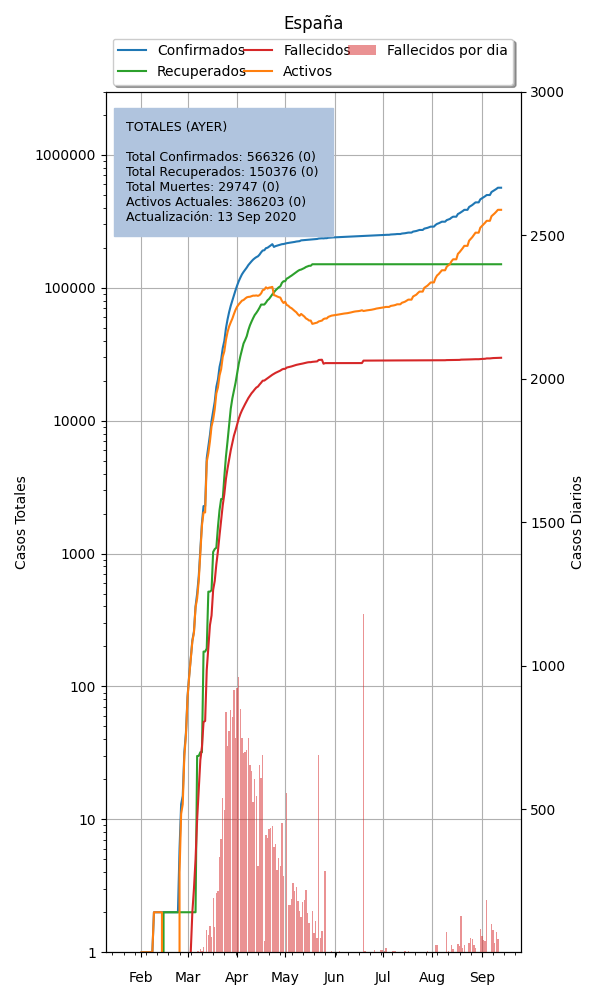 España
Confirmados Fallecidos Fallecidos por dia
Recuperados Activos
TOTALES (AYER)
Total Confirmados: 566326 (0)
Total Recuperados: 150376 (0)
Total Muertes: 29747 (0)
Activos Actuales: 386203 (0)
Actualización: 13 Sep 2020
Casos Totales
1000000
100000
10000
1000
100
10
1
3000
2500
2000
1500
1000
500
Casos Diarios
Feb Mar Apr May Jun Jul Aug Sep